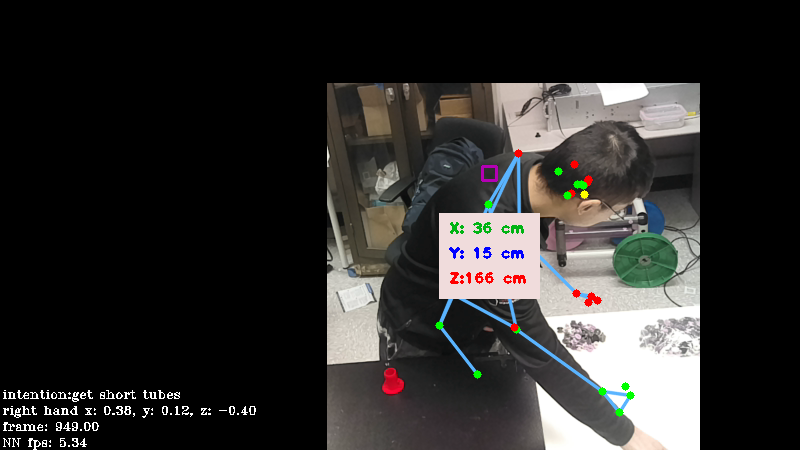 X: 36 cm
Y: 15 cm
Z:166 cm
intention:get short tubes
right hand x: 0.38, y: 0.12, z: -0.40
frame: 949.00
NN fps: 5.34